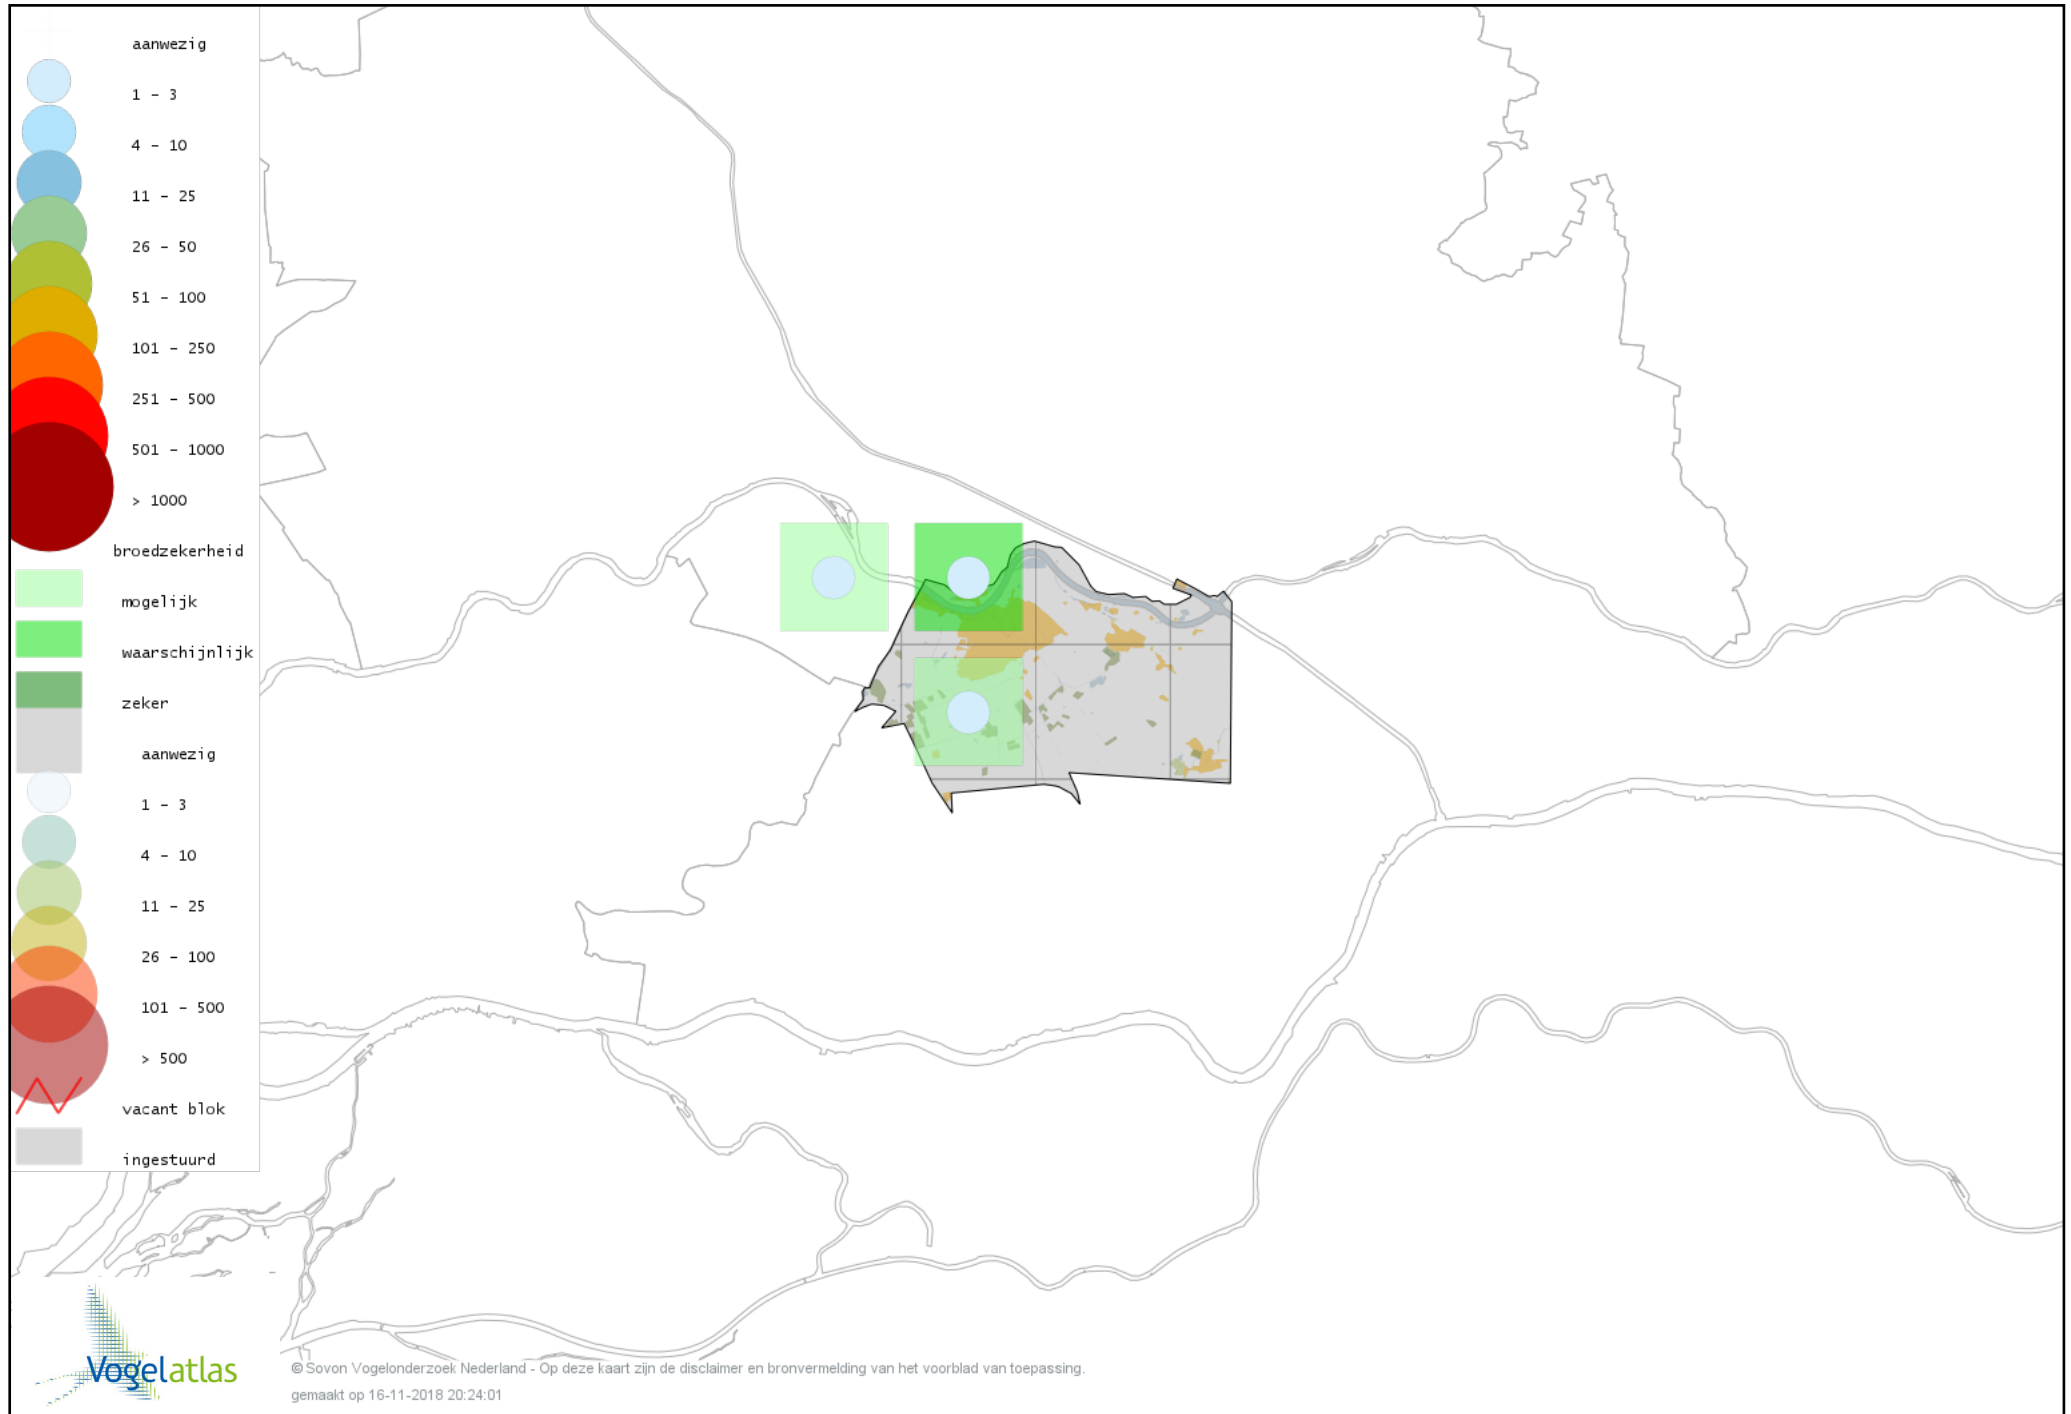 aanwezig
1 - 3
4 - 10
11 - 25
26 - 50
51 - 100
101 - 250
251 - 500
501 - 1000
> 1000
broedzekerheid
mogelijk
waarschijnlijk
zeker
aanwezig
1 - 3
4 - 10
11 - 25
26 - 100
101 - 500
> 500
vacant blok
ingestuurd
Vogelatlas
© Sovon Vogelonderzoek Nederland - Op deze kaart zijn de disclaimer en bronvermelding van het voorblad van toepassing.
gemaakt op 16-11-2018 20:24:01